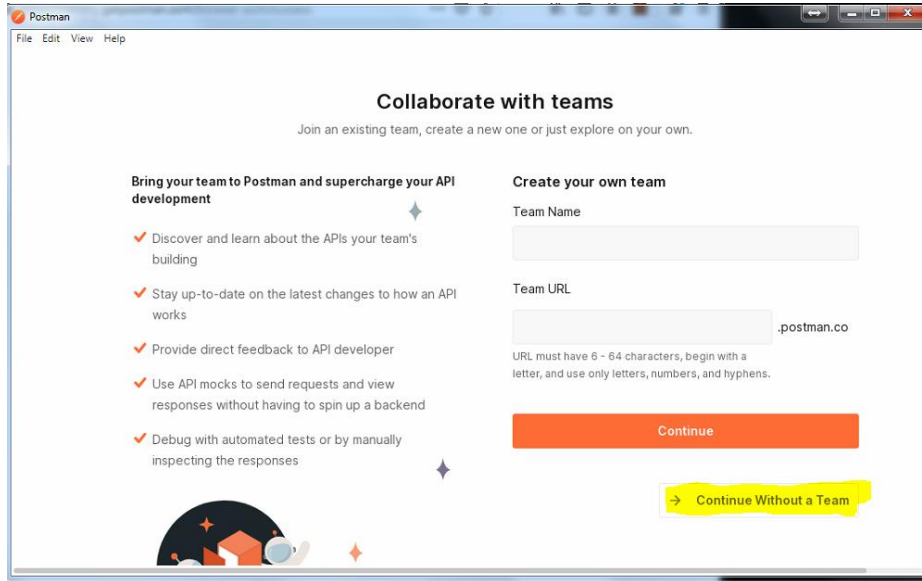 Postman
File Edit View Help
Collaborate with teams
Join an existing team, create a new one or just explore on your own.
Bring your team to Postman and supercharge your API
development
Discover and learn about the APIs your team's
building
Stay up-to-date on the latest changes to how an API
works
Provide direct feedback to API developer
Use API mocks to send requests and view
responses without having to spin up a backend
Debug with automated tests or by manually
inspecting the responses
Create your own team
Team Name
Team URL
.postman.co
URL must have 6 - 64 characters, begin with a
letter, and use only letters, numbers, and hyphens.
Continue
→ Continue Without a Team